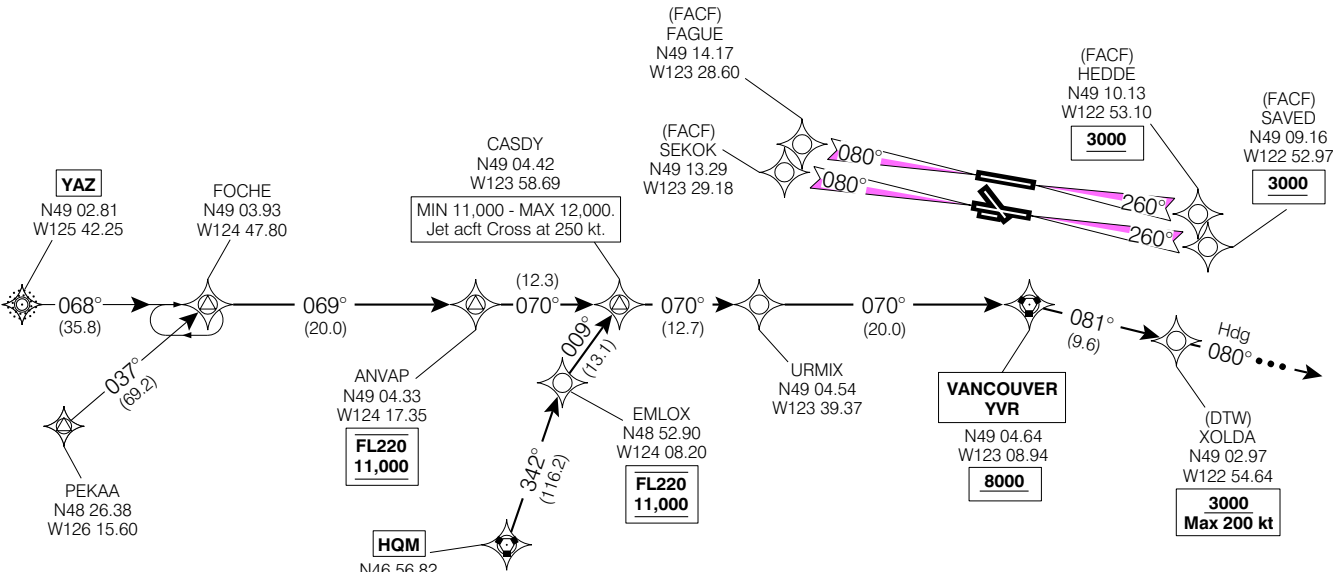 (FACF)
FAGUE
N49 14.17
W123 28.60
(FACF)
HEDDE
N49 10.13
W122 53.10
3000
(FACF)
SAVED
N49 09.16
W122 52.97
3000
(FACF)
SEKOK
N49 13.29
W123 29.18
080°
080°
260°
260°
CASDY
N49 04.42
W123 58.69
MIN 11,000 - MAX 12,000.
Jet acft Cross at 250 kt.
YAZ
N49 02.81
W125 42.25
FOCHE
N49 03.93
W124 47.80
068°
(35.8)
069°
(20.0)
(12.3)
070°
070°
(12.7)
070°
(20.0)
081°
(9.6)
Hdg
080°
037°
(69.2)
009°
(13.1)
342°
(116.2)
ANVAP
N49 04.33
W124 17.35
FL220
11,000
EMLOX
N48 52.90
W124 08.20
FL220
11,000
URMIX
N49 04.54
W123 39.37
VANCOUVER
YVR
N49 04.64
W123 08.94
8000
(DTW)
XOLDA
N49 02.97
W122 54.64
3000
Max 200 kt
PEKAA
N48 26.38
W126 15.60
HQM
N46 56.82